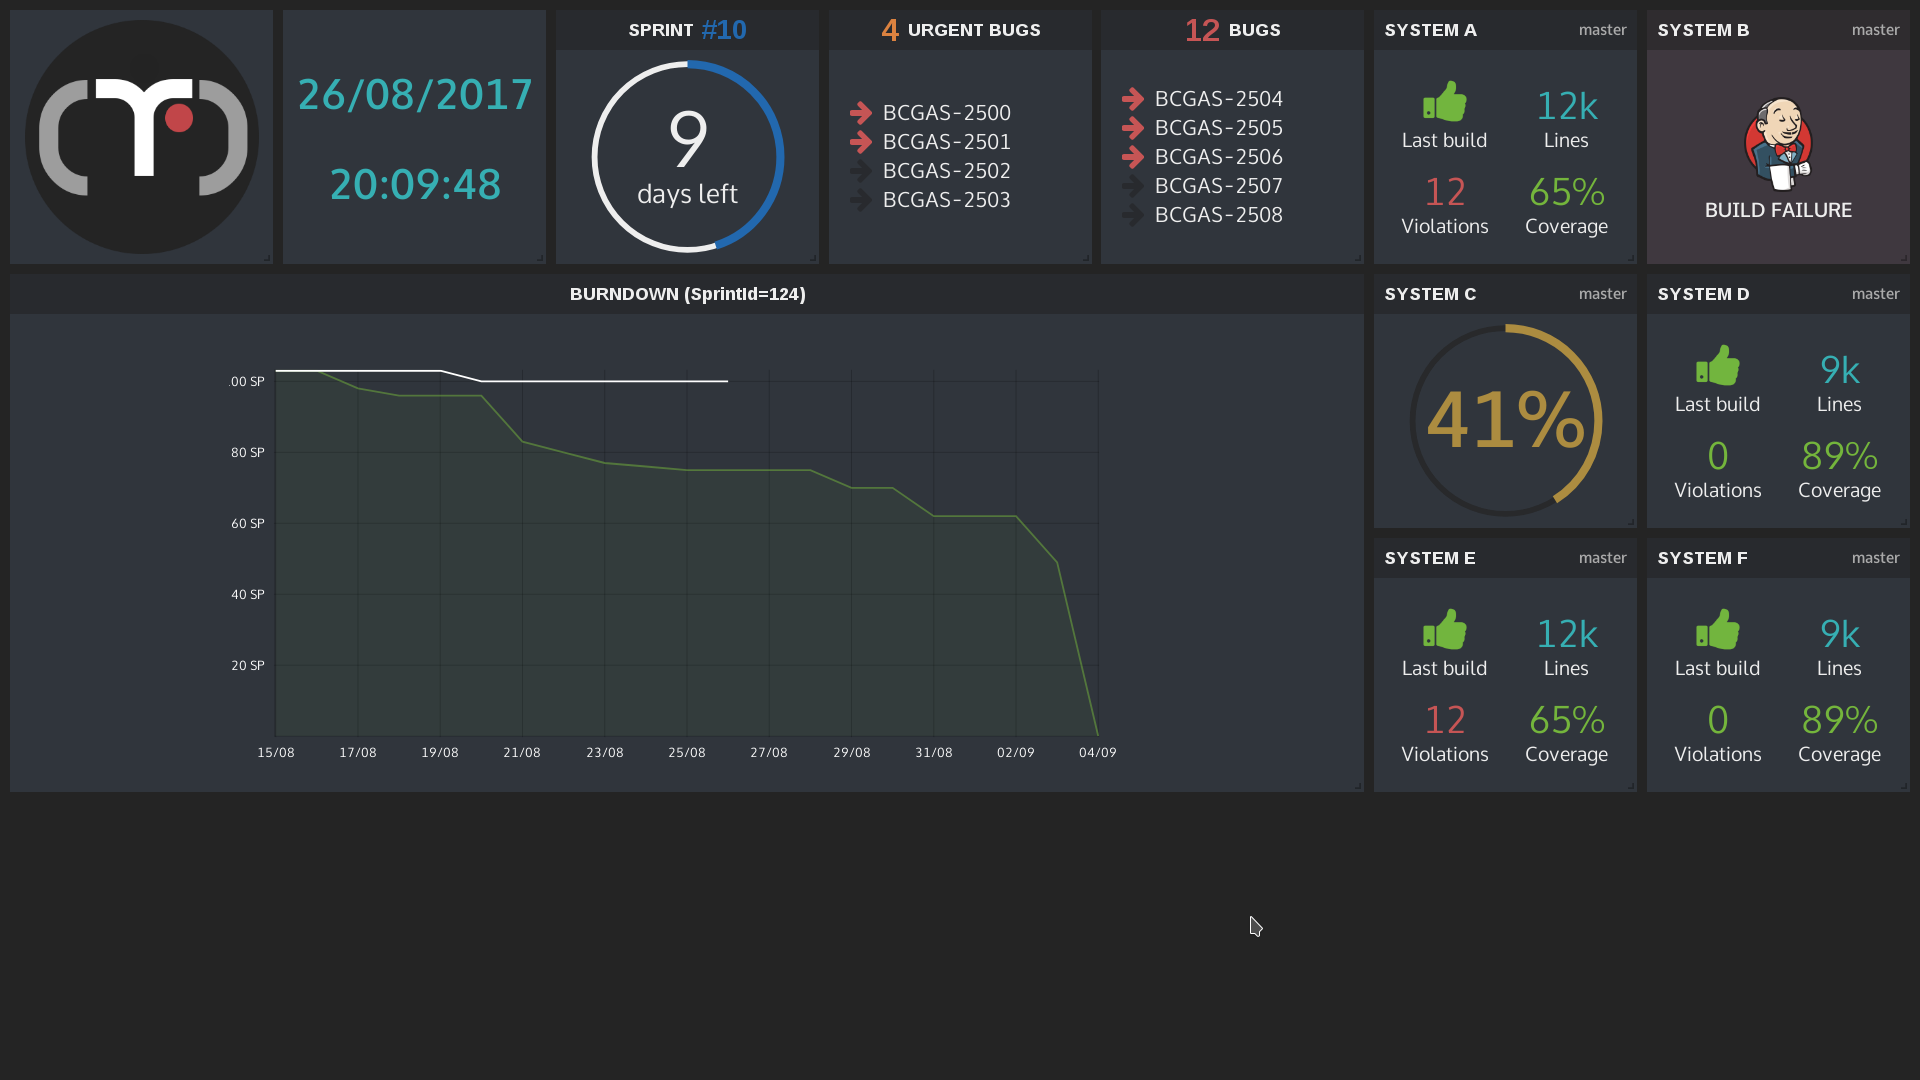 26/08/2017
20:09:48
SPRINT #10
9
days left
4 URGENT BUGS
BCGAS-2500
BCGAS-2501
BCGAS-2502
BCGAS-2503
12 BUGS
BCGAS-2504
BCGAS-2505
BCGAS-2506
BCGAS-2507
BCGAS-2508
SYSTEM A master
12k
Last build Lines
12 65%
Violations Coverage
SYSTEM B master
BUILD FAILURE
BURNDOWN (SprintId=124)
00 SP
80 SP
60 SP
40 SP
20 SP
15/08 17/08 19/08 21/08 23/08 25/08 27/08 29/08 31/08 02/09 04/09
SYSTEM C master
41%
SYSTEM D master
9k
Last build Lines
0 89%
Violations Coverage
SYSTEM E master
12k
Last build Lines
12 65%
Violations Coverage
SYSTEM F master
9k
Last build Lines
0 89%
Violations Coverage